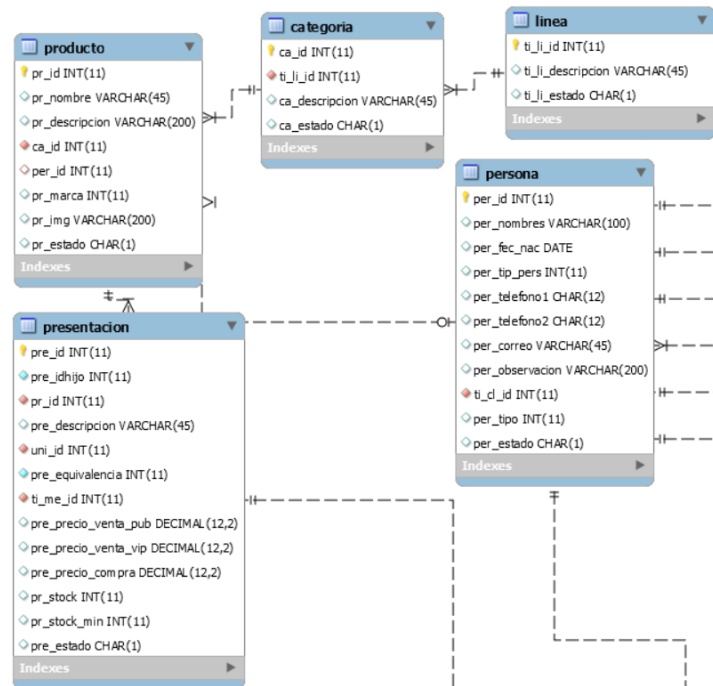 producto
pr_id INT(11)
pr_nombre VARCHAR(45)
pr_descripcion VARCHAR(200)
ca_id INT(11)
per_id INT(11)
pr_marca INT(11)
pr_img VARCHAR(200)
pr_estado CHAR(1)
Indexes
categoria
ca_id INT(11)
ti_li_id INT(11)
ca_descripcion VARCHAR(45)
ca_estado CHAR(1)
Indexes
linea
ti_li_id INT(11)
ti_li_descripcion VARCHAR(45)
ti_li_estado CHAR(1)
Indexes
persona
per_id INT(11)
per_nombres VARCHAR(100)
per_fec_nac DATE
per_tip_pers INT(11)
per_telefono1 CHAR(12)
per_telefono2 CHAR(12)
per_correo VARCHAR(45)
per_observacion VARCHAR(200)
ti_cl_id INT(11)
per_tipo INT(11)
per_estado CHAR(1)
Indexes
presentacion
pre_id INT(11)
pre_idhijo INT(11)
pr_id INT(11)
pre_descripcion VARCHAR(45)
uni_id INT(11)
pre_equivalencia INT(11)
ti_me_id INT(11)
pre_precio_venta_pub DECIMAL(12,2)
pre_precio_venta_vip DECIMAL(12,2)
pre_precio_compra DECIMAL(12,2)
pr_stock INT(11)
pr_stock_min INT(11)
pre_estado CHAR(1)
Indexes